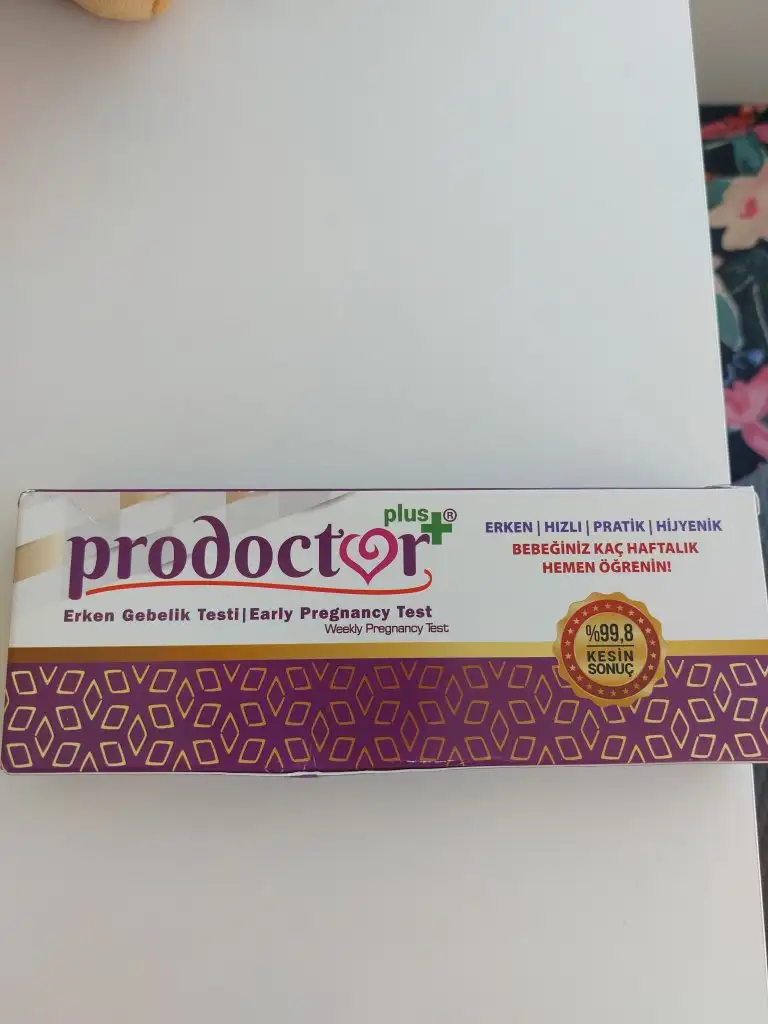 prodoctor plus+®
Erken Gebelik Testi | Early Pregnancy Test
Weekly Pregnancy Test
ERKEN | HIZLI | PRATİK | HİJYENİK
BEBEĞİNİZ KAÇ HAFTALIK
HEMEN ÖĞRENİN!
%99,8
KESİN
SONUÇ